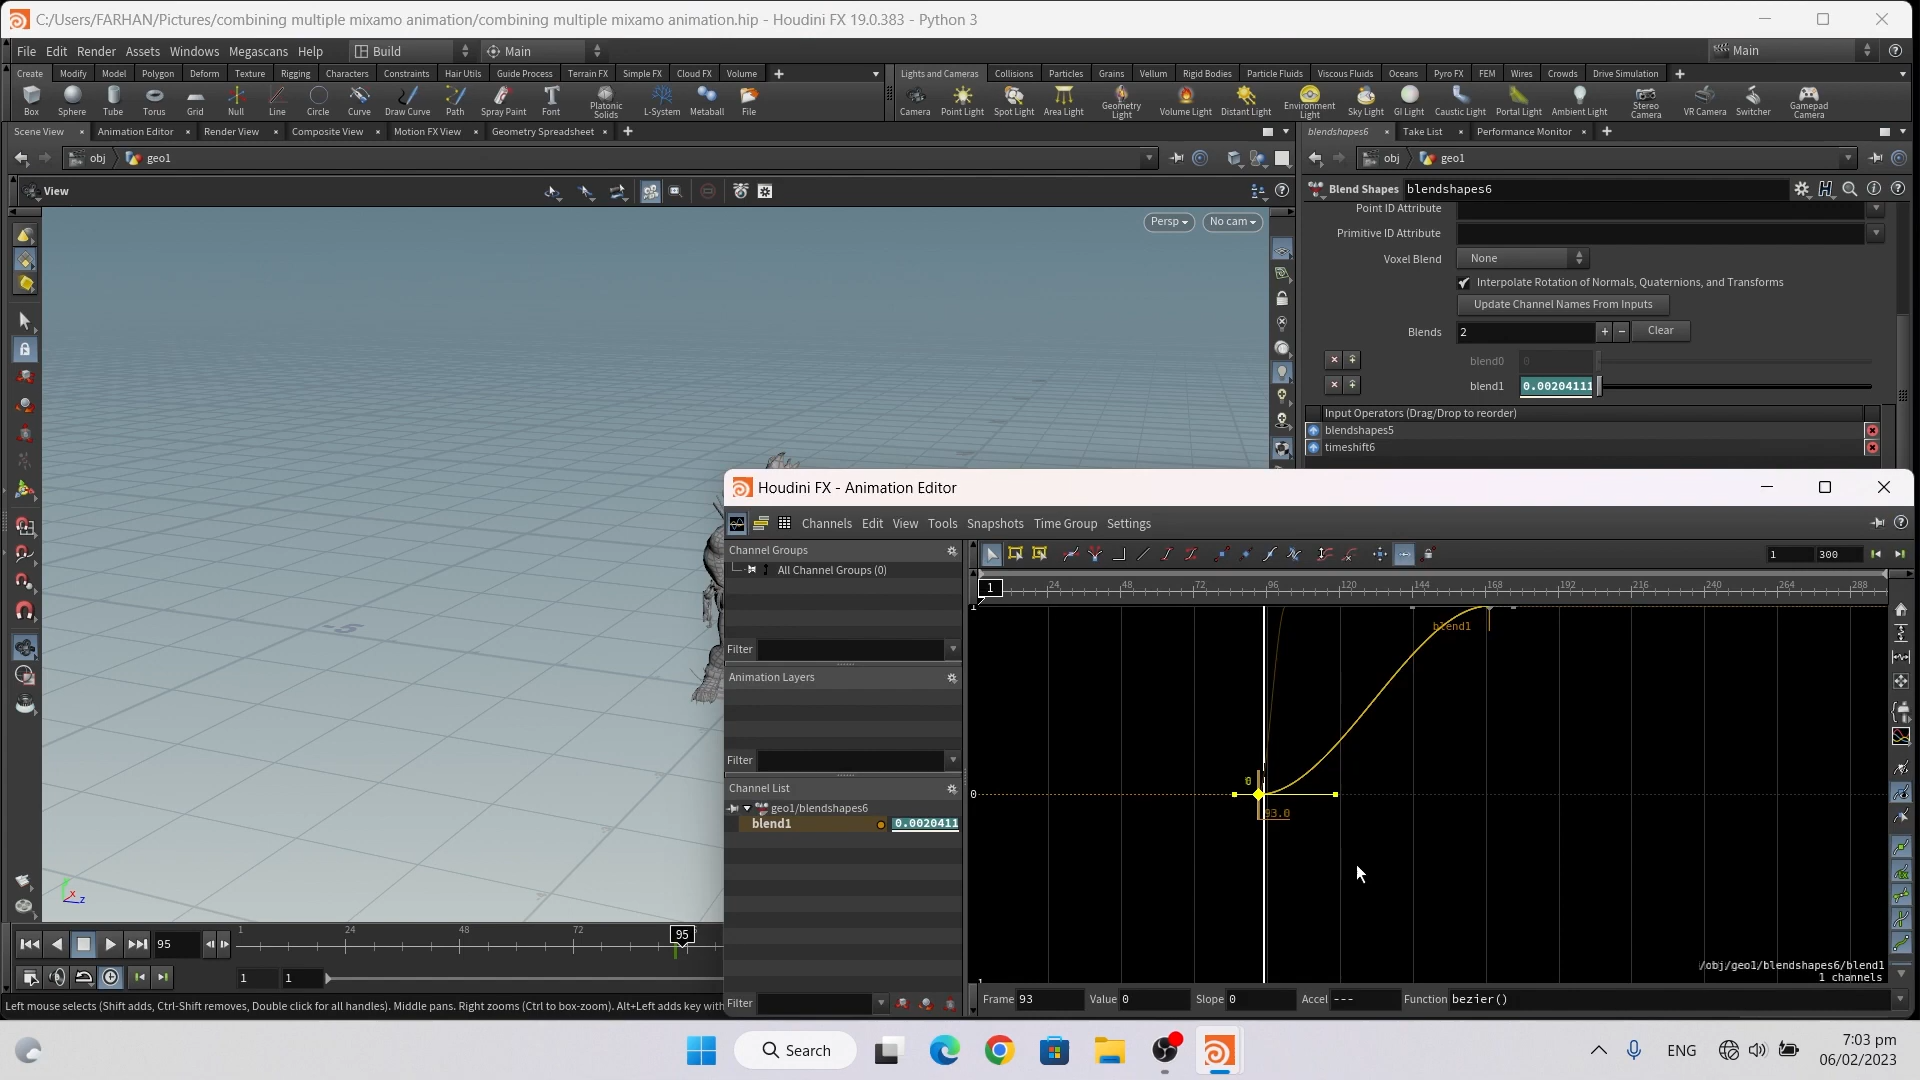 C:/Users/FARHAN/Pictures/combining multiple mixamo animation/combining multiple mixamo animation.hip - Houdini FX 19.0.383 - Python 3
File Edit Render Assets Windows Megascans Help Build Main Main
Create Modify Model Polygon Deform Texture Rigging Characters Constraints Hair Utils Guide Process Terrain FX Simple FX Cloud FX Volume
Lights and Cameras Collisions Particles Grains Vellum Rigid Bodies Particle Fluids Viscous Fluids Oceans Pyro FX FEM Wires Crowds Drive Simulation
Box Sphere Tube Torus Grid Null Line Circle Curve Draw Curve Path Spray Paint Font Platonic Solids L-System Metaball File
Camera Point Light Spot Light Area Light Geometry Light Volume Light Distant Light Environment Light Sky Light GI Light Caustic Light Portal Light Ambient Light Stereo Camera VR Camera Switcher Gamepad Camera
Scene View Animation Editor Render View Composite View Motion FX View Geometry Spreadsheet
blendshapes6 Take List Performance Monitor
obj geo1
obj geo1
View
Blend Shapes blendshapes6
Persp No cam
Point ID Attribute
Primitive ID Attribute
Voxel Blend None
Interpolate Rotation of Normals, Quaternions, and Transforms
Update Channel Names From Inputs
Blends 2 Clear
blend0 0
blend1 0.00204111
Input Operators (Drag/Drop to reorder)
blendshapes5
timeshift6
Houdini FX - Animation Editor
Channels Edit View Tools Snapshots Time Group Settings
Channel Groups
All Channel Groups (0)
1 300
1 24 48 72 96 120 144 168 192 216 240 264 288
1
blend1
Filter
Animation Layers
Filter
Channel List
geo1/blendshapes6
blend1 0.0020411
0
0
93.0
-5
x
z
/obj/geo1/blendshapes6/blend1
1 channels
95
1 24 48 72 95
1 1
Filter
Frame 93 Value 0 Slope 0 Accel --- Function bezier()
Left mouse selects (Shift adds, Ctrl-Shift removes, Double click for all handles). Middle pans. Right zooms (Ctrl to box-zoom). Alt+Left adds key with
Search
ENG
7:03 pm
06/02/2023